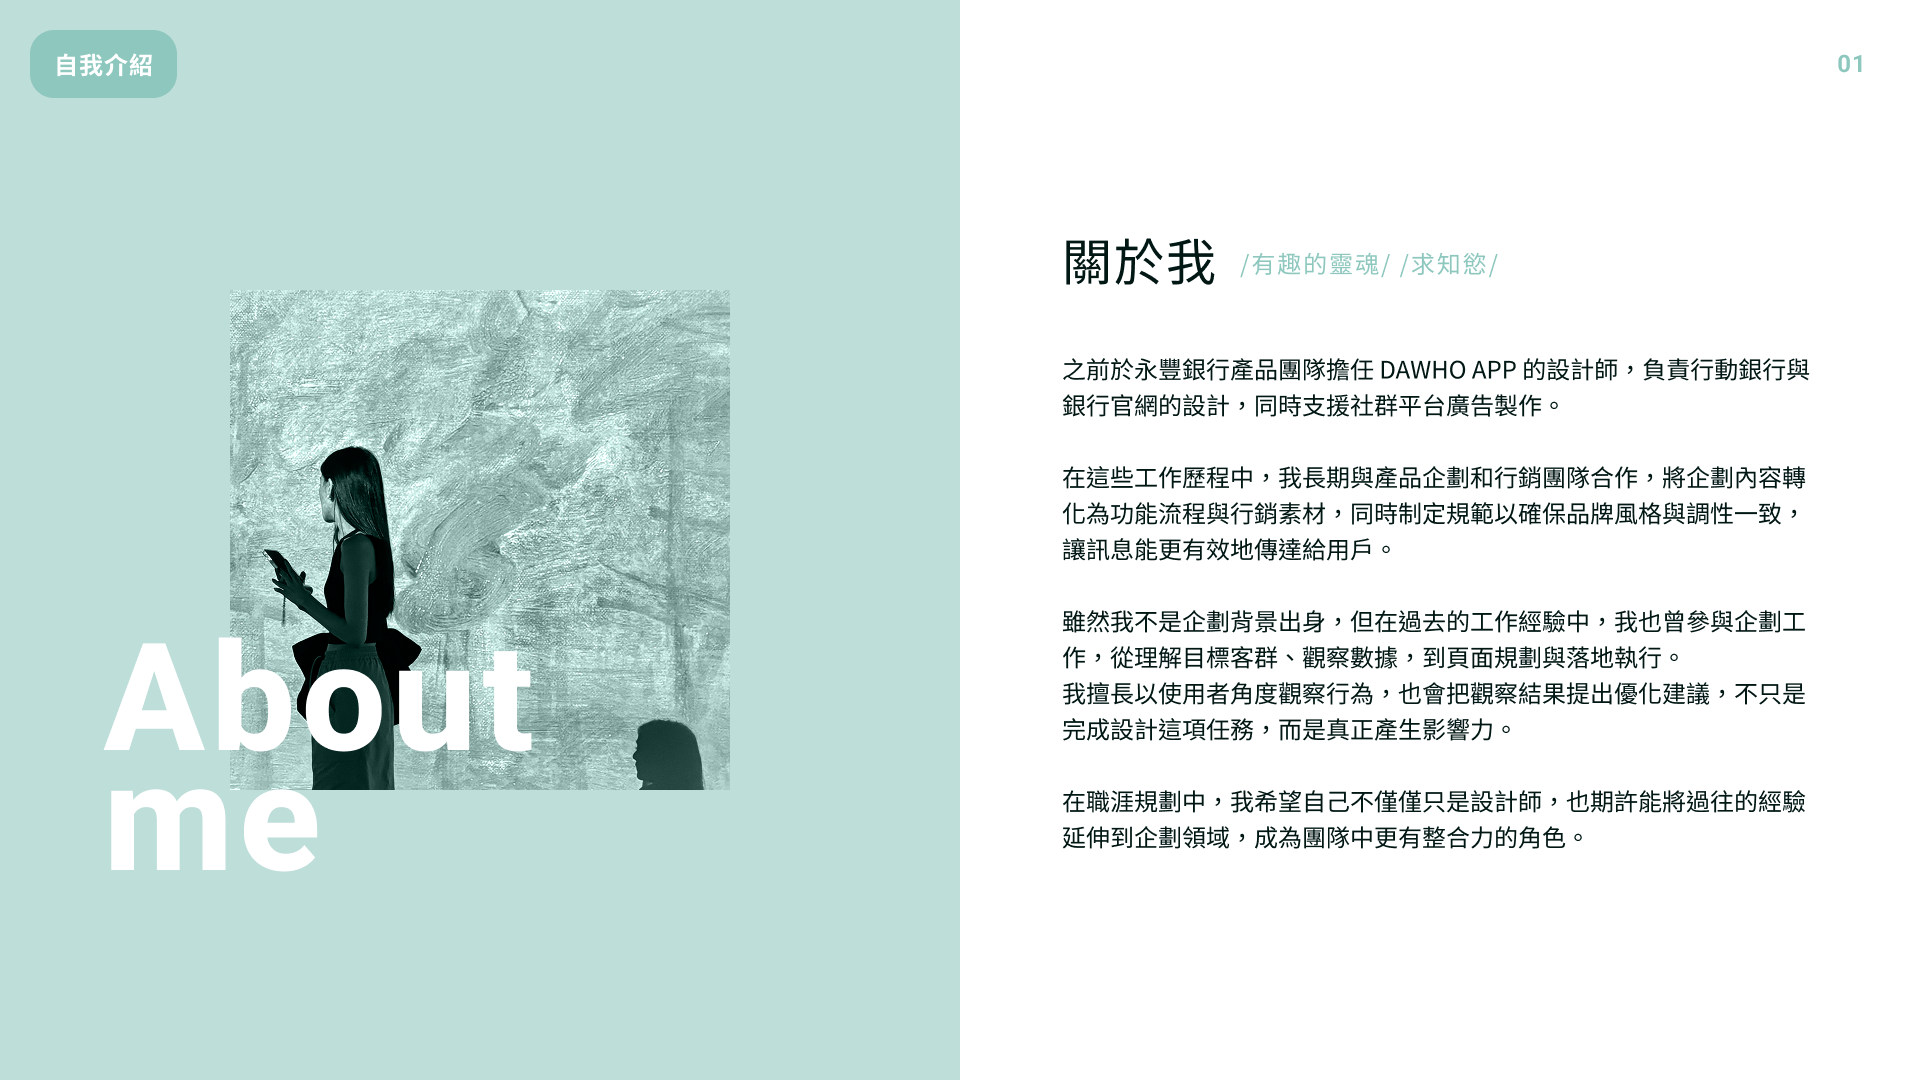 自我介紹
01
About
me
關於我 /有趣的靈魂/ /求知慾/
之前於永豐銀行產品團隊擔任 DAWHO APP 的設計師，負責行動銀行與
銀行官網的設計，同時支援社群平台廣告製作。
在這些工作歷程中，我長期與產品企劃和行銷團隊合作，將企劃內容轉
化為功能流程與行銷素材，同時制定規範以確保品牌風格與調性一致，
讓訊息能更有效地傳達給用戶。
雖然我不是企劃背景出身，但在過去的工作經驗中，我也曾參與企劃工
作，從理解目標客群、觀察數據，到頁面規劃與落地執行。
我擅長以使用者角度觀察行為，也會把觀察結果提出優化建議，不只是
完成設計這項任務，而是真正產生影響力。
在職涯規劃中，我希望自己不僅僅只是設計師，也期許能將過往的經驗
延伸到企劃領域，成為團隊中更有整合力的角色。